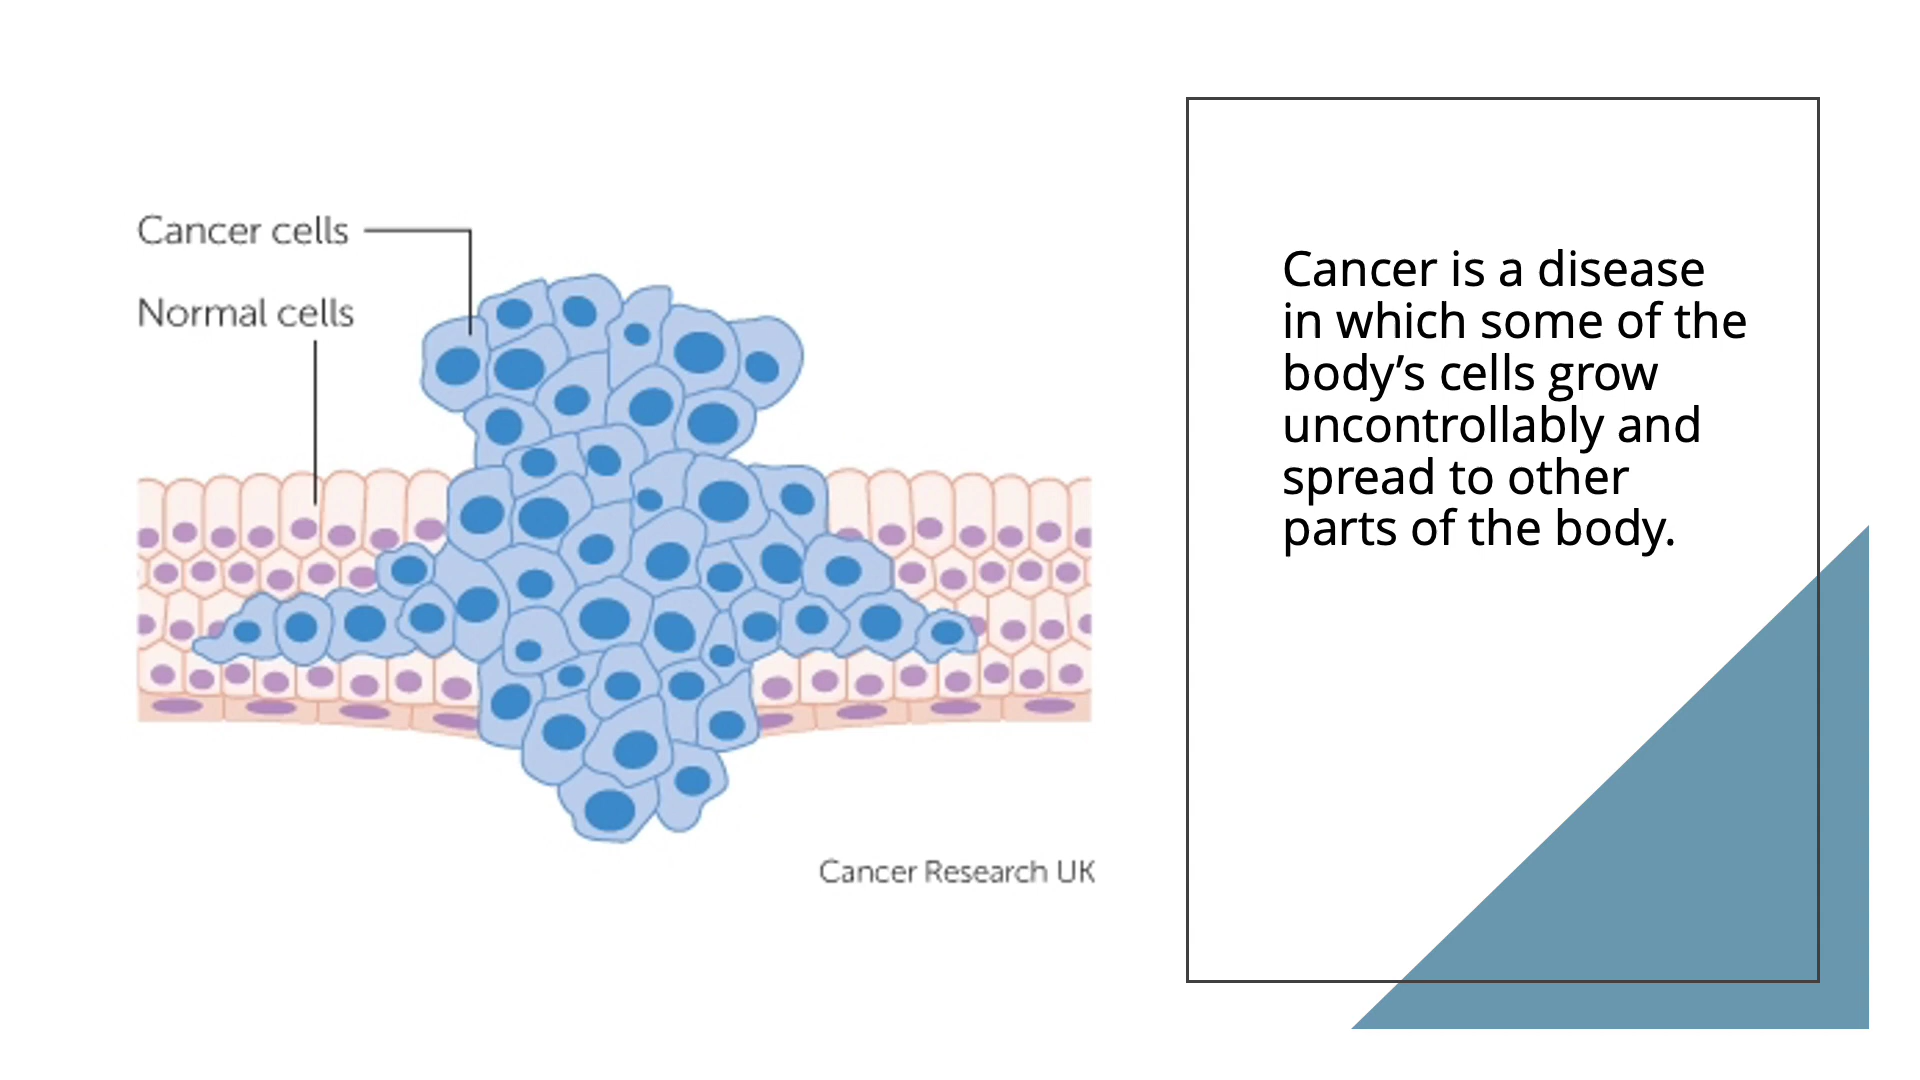 Cancer cells
Normal cells
Cancer Research UK
Cancer is a disease
in which some of the
body’s cells grow
uncontrollably and
spread to other
parts of the body.